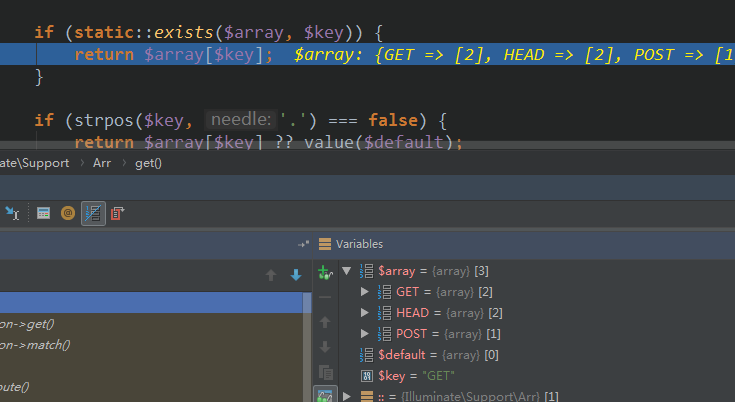 if (static::exists($array, $key)) {
return $array[$key]; $array: {GET => [2], HEAD => [2], POST => [1
}
if (strpos($key, needle: '.') === false) {
return $array[$key] ?? value($default);
nate\Support > Arr > get()
Variables
$array = {array} [3]
GET = {array} [2]
on->get()
HEAD = {array} [2]
on->match()
POST = {array} [1]
$default = {array} [0]
$key = "GET"
oute()
:: = {Illuminate\Support\Arr} [1]